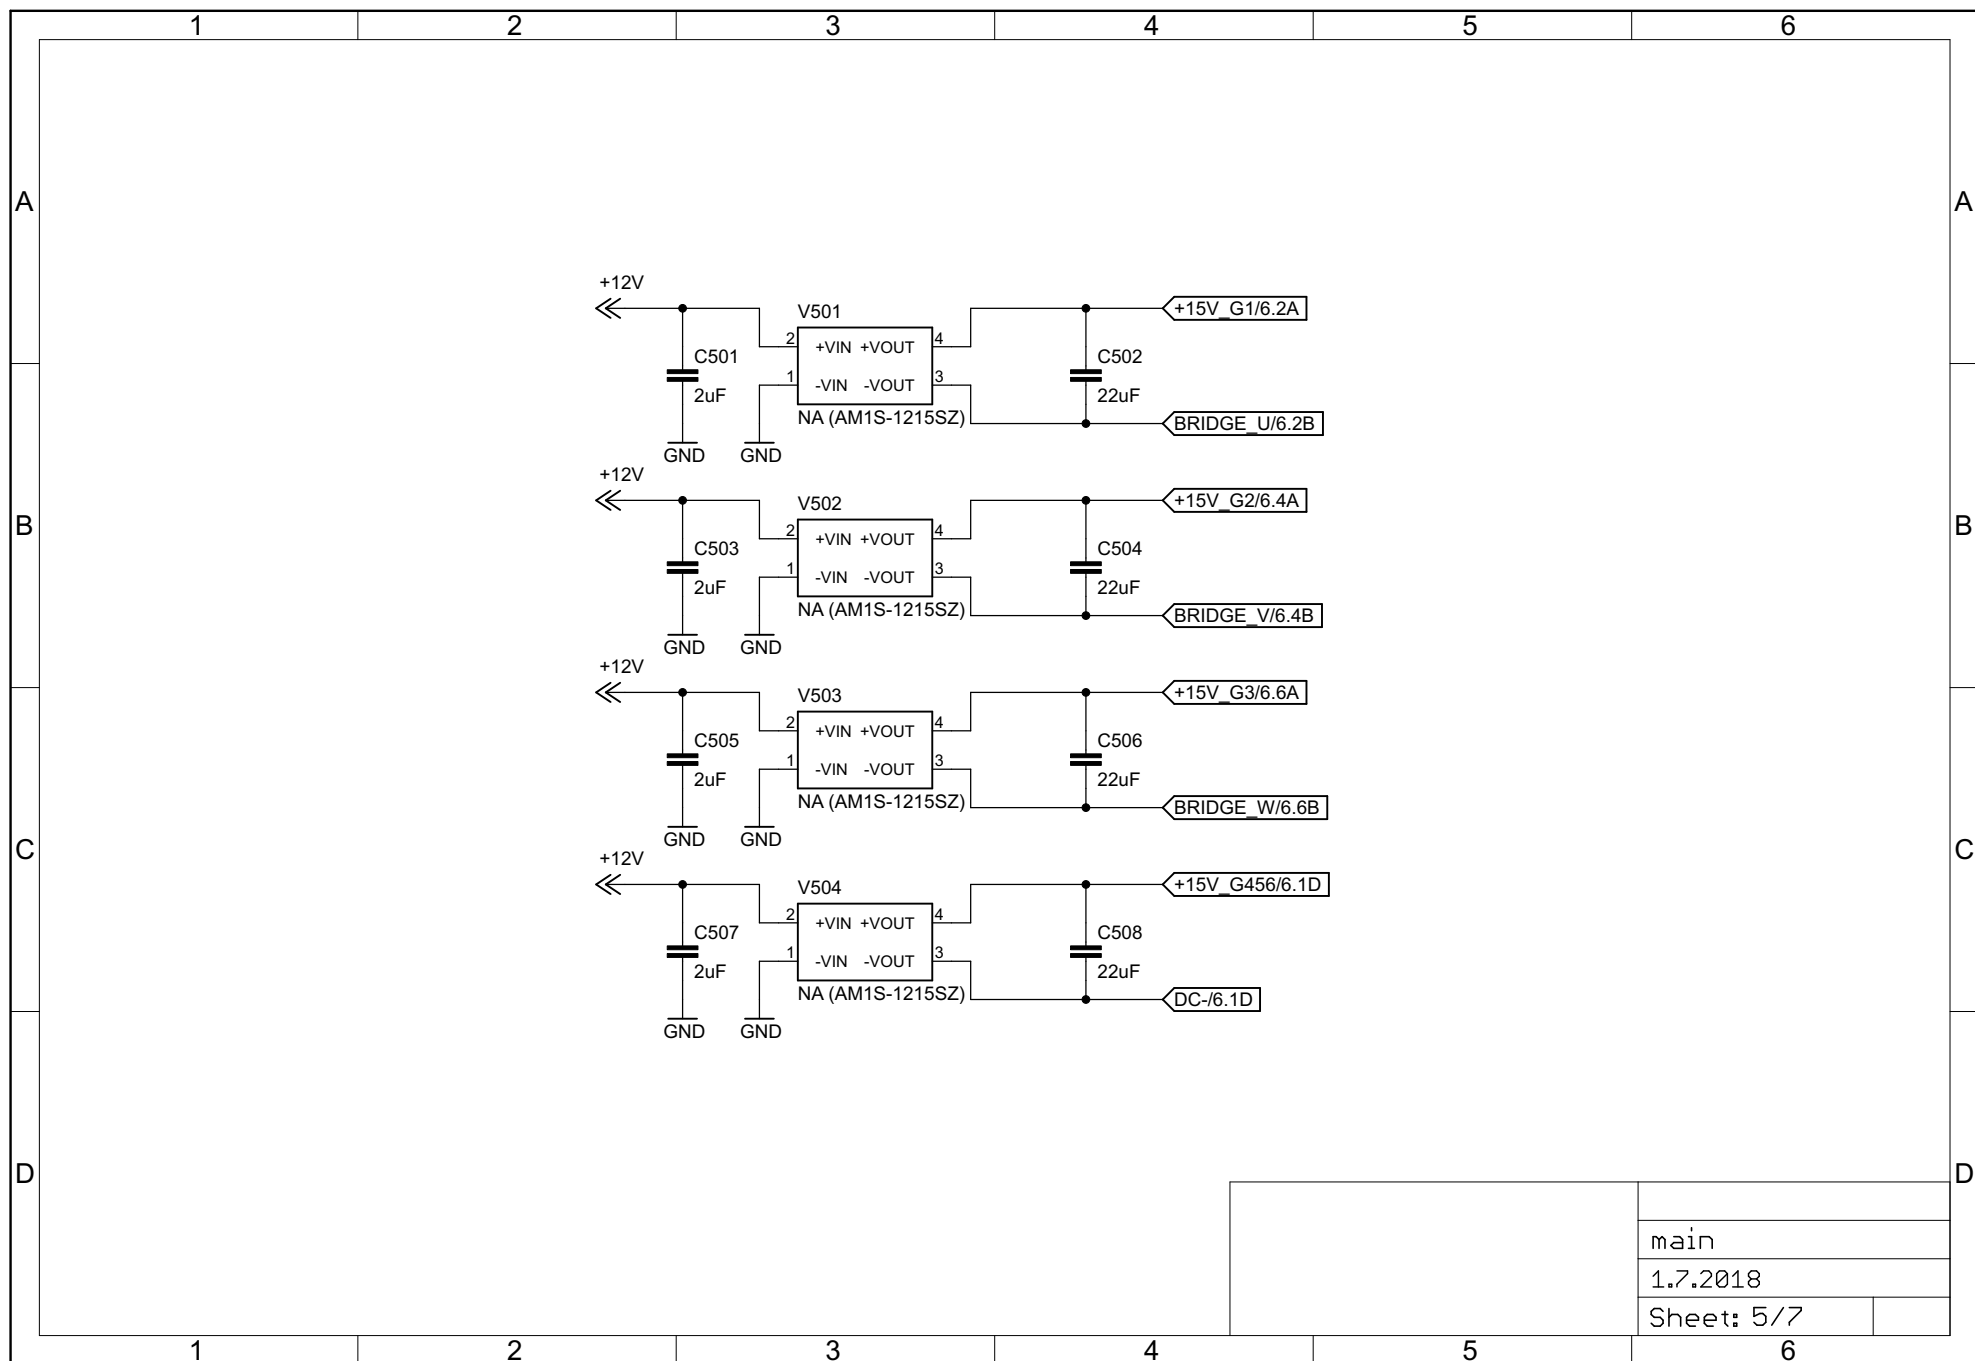 1 2 3 4 5 6
A A
+12V
V501
+15V_G1/6.2A
2 +VIN +VOUT 4
C501 C502
1 -VIN -VOUT 3
2uF 22uF
NA (AM1S-1215SZ)
BRIDGE_U/6.2B
GND GND
+12V
V502
+15V_G2/6.4A
B B
2 +VIN +VOUT 4
C503 C504
1 -VIN -VOUT 3
2uF 22uF
NA (AM1S-1215SZ)
BRIDGE_V/6.4B
GND GND
+12V
V503
+15V_G3/6.6A
2 +VIN +VOUT 4
C505 C506
1 -VIN -VOUT 3
2uF 22uF
NA (AM1S-1215SZ)
BRIDGE_W/6.6B
GND GND
C C
+12V
V504
+15V_G456/6.1D
2 +VIN +VOUT 4
C507 C508
1 -VIN -VOUT 3
2uF 22uF
NA (AM1S-1215SZ)
DC-/6.1D
GND GND
D D
main
1.7.2018
Sheet: 5/7
1 2 3 4 5 6